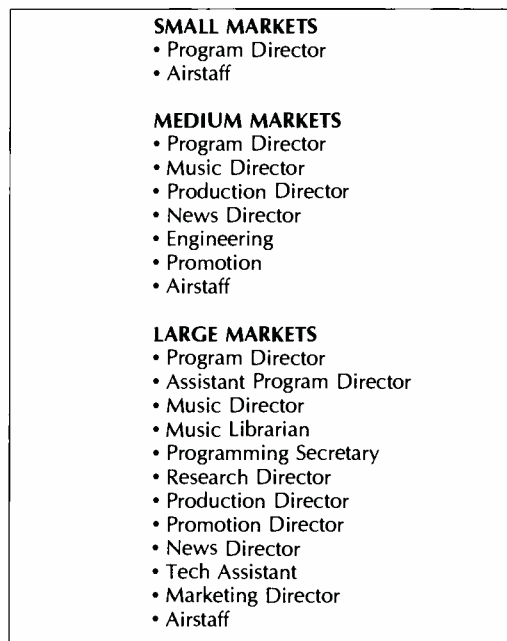 SMALL MARKETS
• Program Director
• Airstaff
MEDIUM MARKETS
• Program Director
• Music Director
• Production Director
• News Director
• Engineering
• Promotion
• Airstaff
LARGE MARKETS
• Program Director
• Assistant Program Director
• Music Director
• Music Librarian
• Programming Secretary
• Research Director
• Production Director
• Promotion Director
• News Director
• Tech Assistant
• Marketing Director
• Airstaff